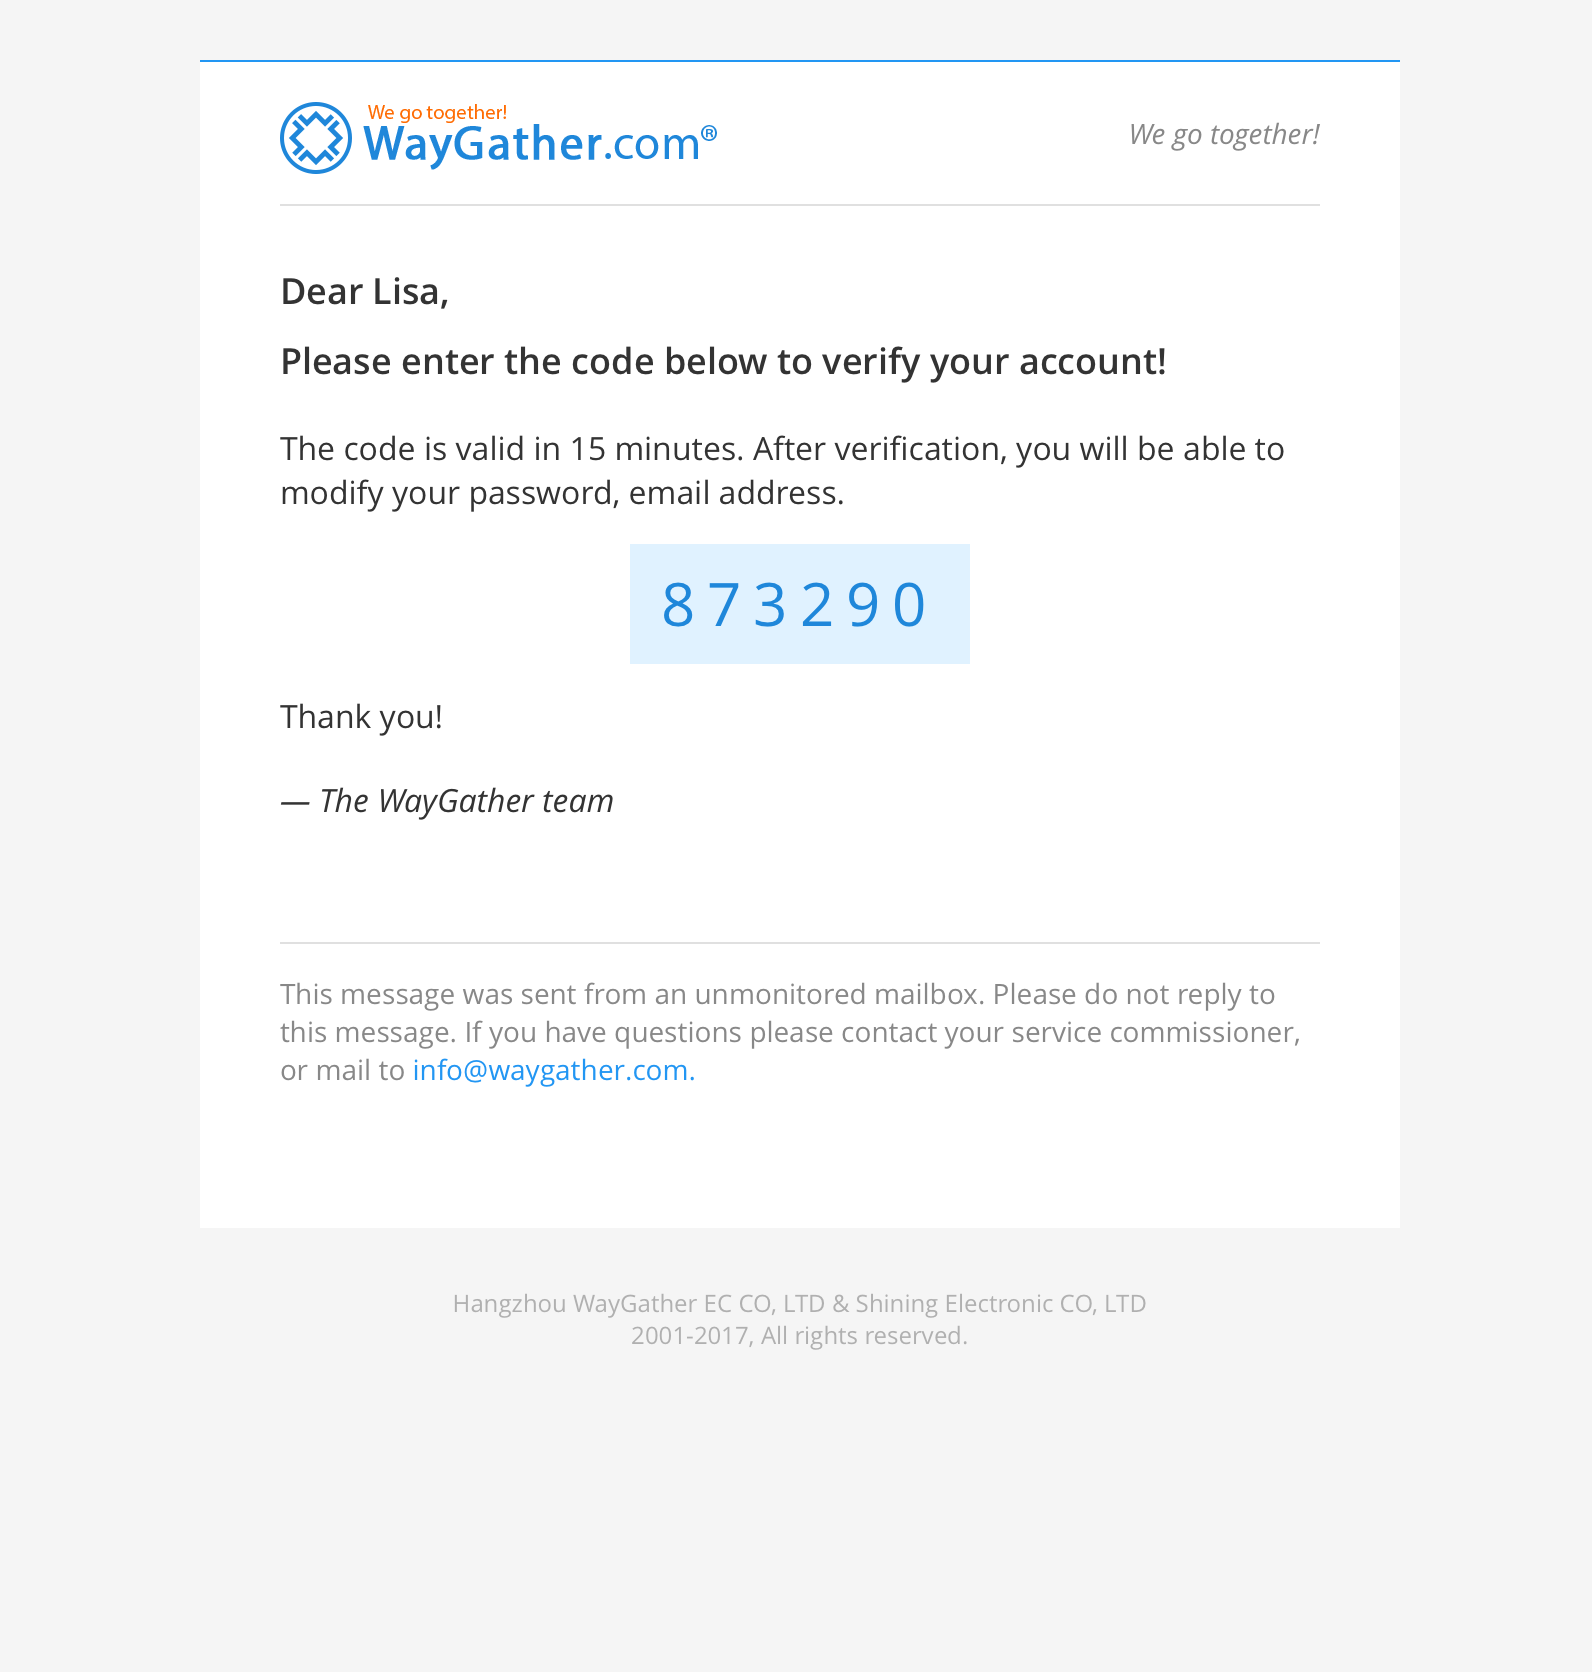 We go together!
WayGather.com®
We go together!
Dear Lisa,
Please enter the code below to verify your account!
The code is valid in 15 minutes. After verification, you will be able to
modify your password, email address.
873290
Thank you!
— The WayGather team
This message was sent from an unmonitored mailbox. Please do not reply to
this message. If you have questions please contact your service commissioner,
or mail to info@waygather.com.
Hangzhou WayGather EC CO, LTD & Shining Electronic CO, LTD
2001-2017, All rights reserved.